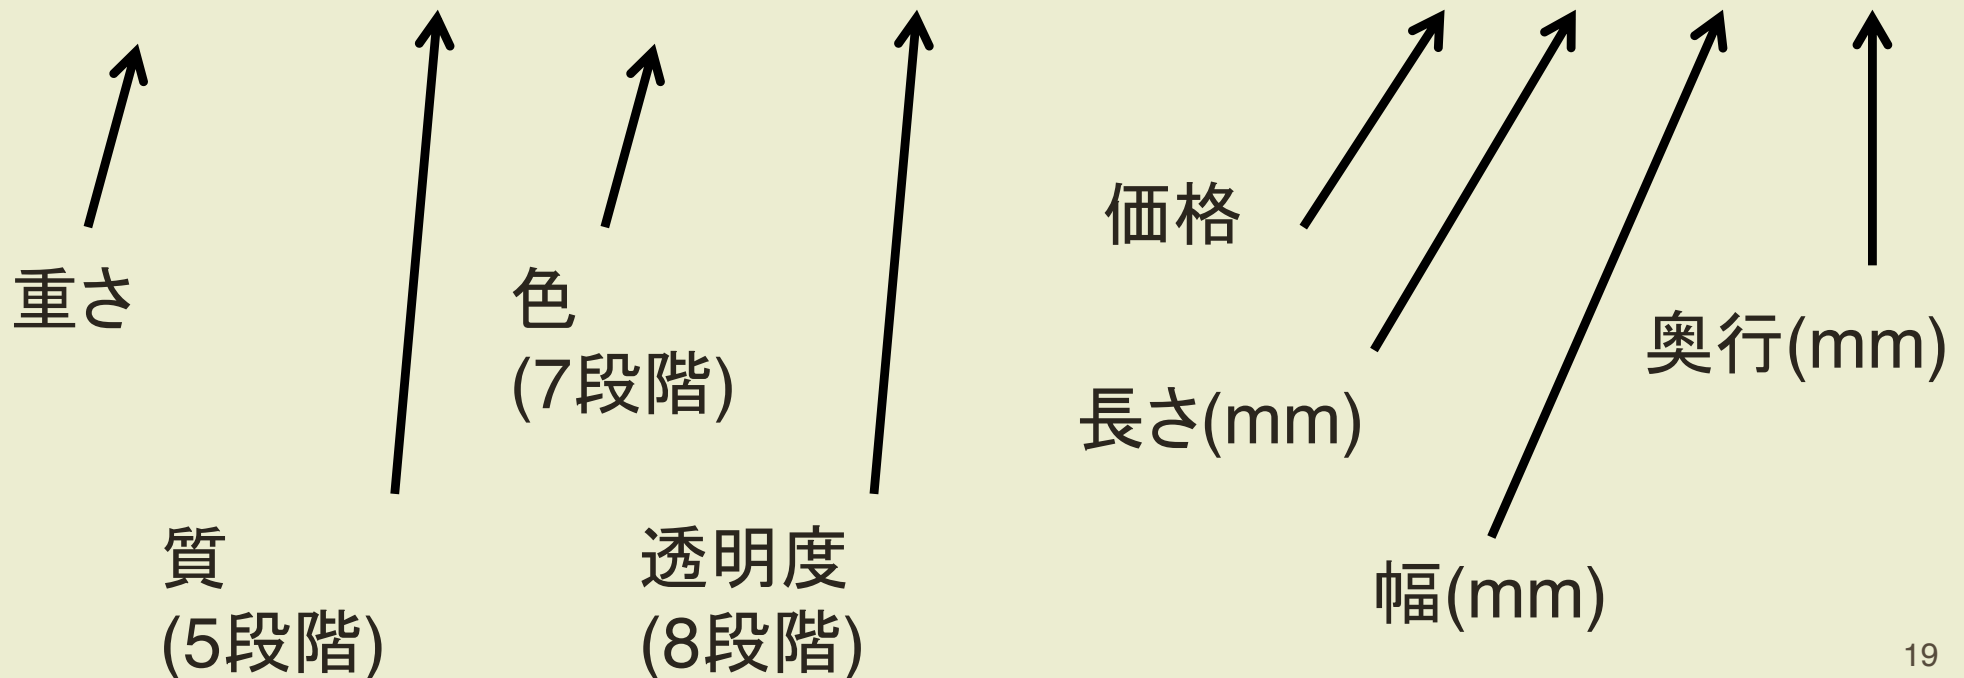 重さ
質
(5段階)
色
(7段階)
透明度
(8段階)
価格
長さ(mm)
幅(mm)
奥行(mm)
19